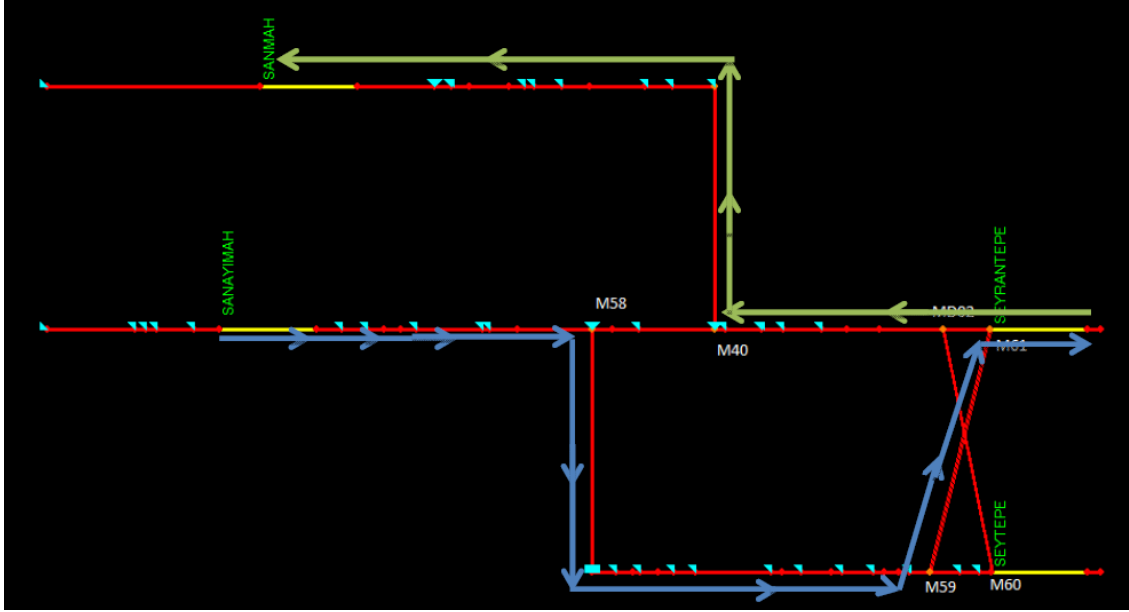 SANMAH
SANAYIMAH
SEYRANTEPE
M58
MD02
M40
M61
SEYTEPE
M59
M60